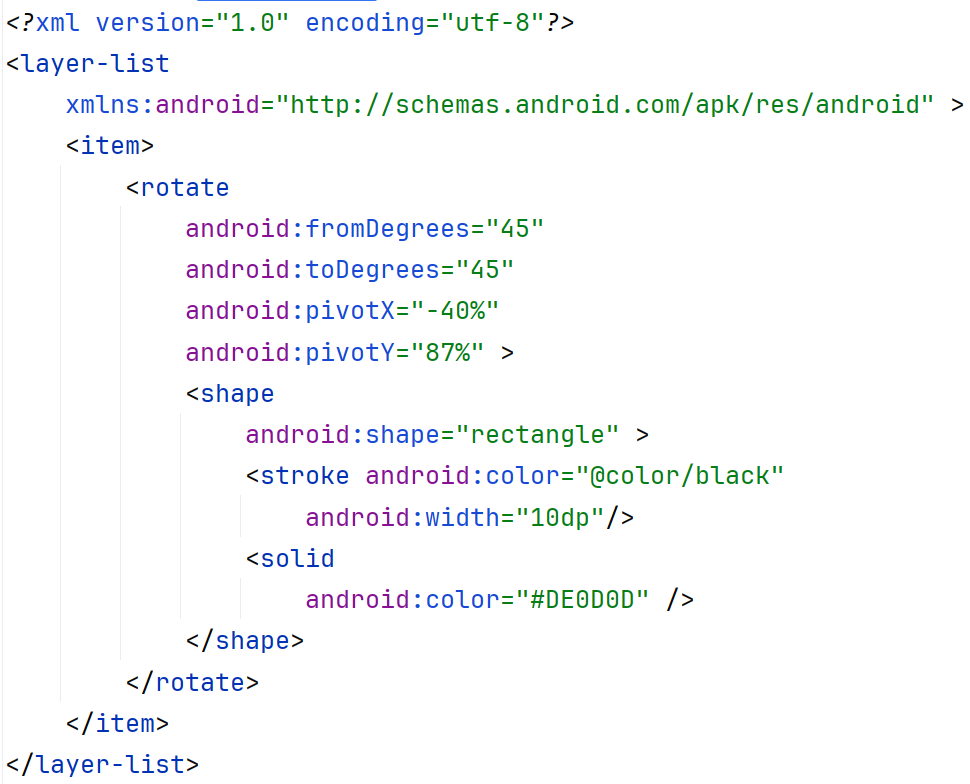 <?xml version="1.0" encoding="utf-8"?>
<layer-list
    xmlns:android="http://schemas.android.com/apk/res/android" >
    <item>
        <rotate
            android:fromDegrees="45"
            android:toDegrees="45"
            android:pivotX="-40%"
            android:pivotY="87%" >
            <shape
                android:shape="rectangle" >
                <stroke android:color="@color/black"
                    android:width="10dp"/>
                <solid
                    android:color="#DE0D0D" />
            </shape>
        </rotate>
    </item>
</layer-list>